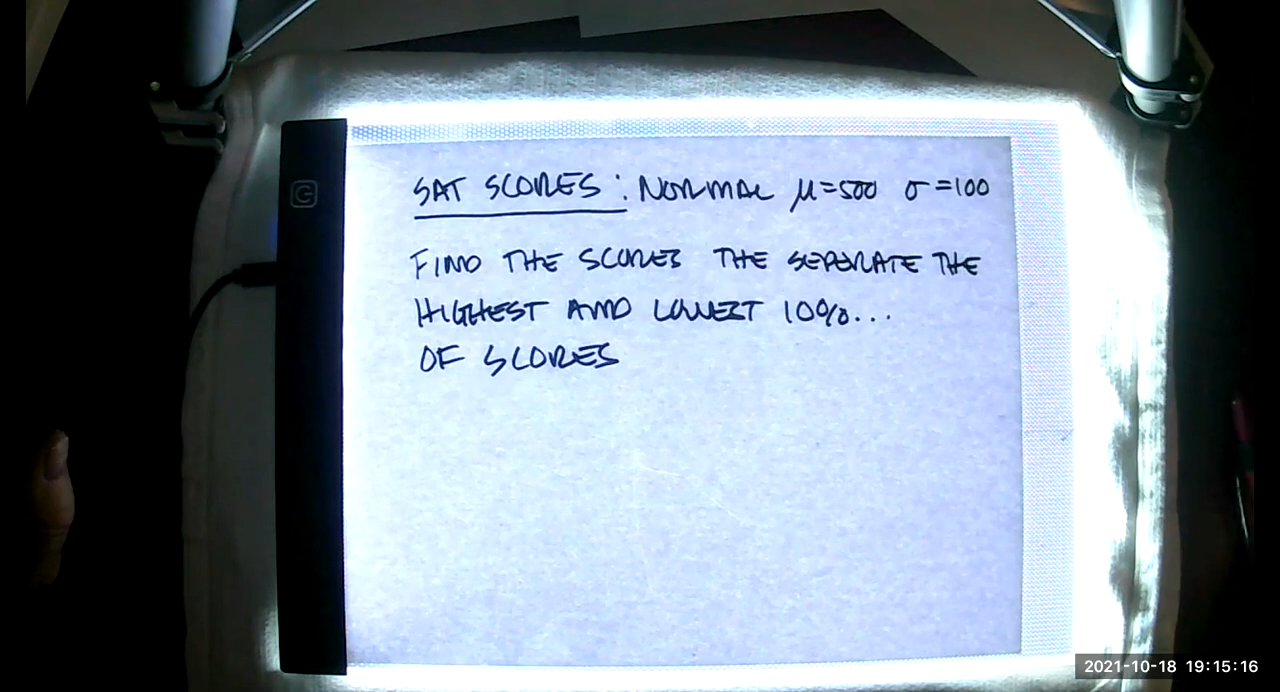 SAT SCORES: NORMAL μ=500 σ=100
FIND THE SCORES THE SEPERATE THE
HIGHEST AND LOWEST 10%...
OF SCORES
2021-10-18 19:15:16